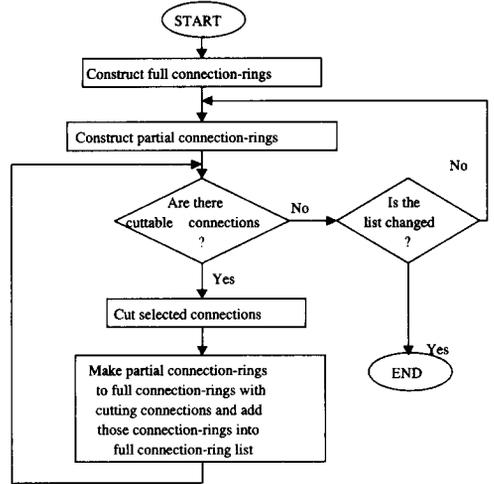 START
Construct full connection-rings
Construct partial connection-rings
No
Are there
cuttable connections
?
No
Is the
list changed
?
Yes
Cut selected connections
Yes
END
Make partial connection-rings
to full connection-rings with
cutting connections and add
those connection-rings into
full connection-ring list